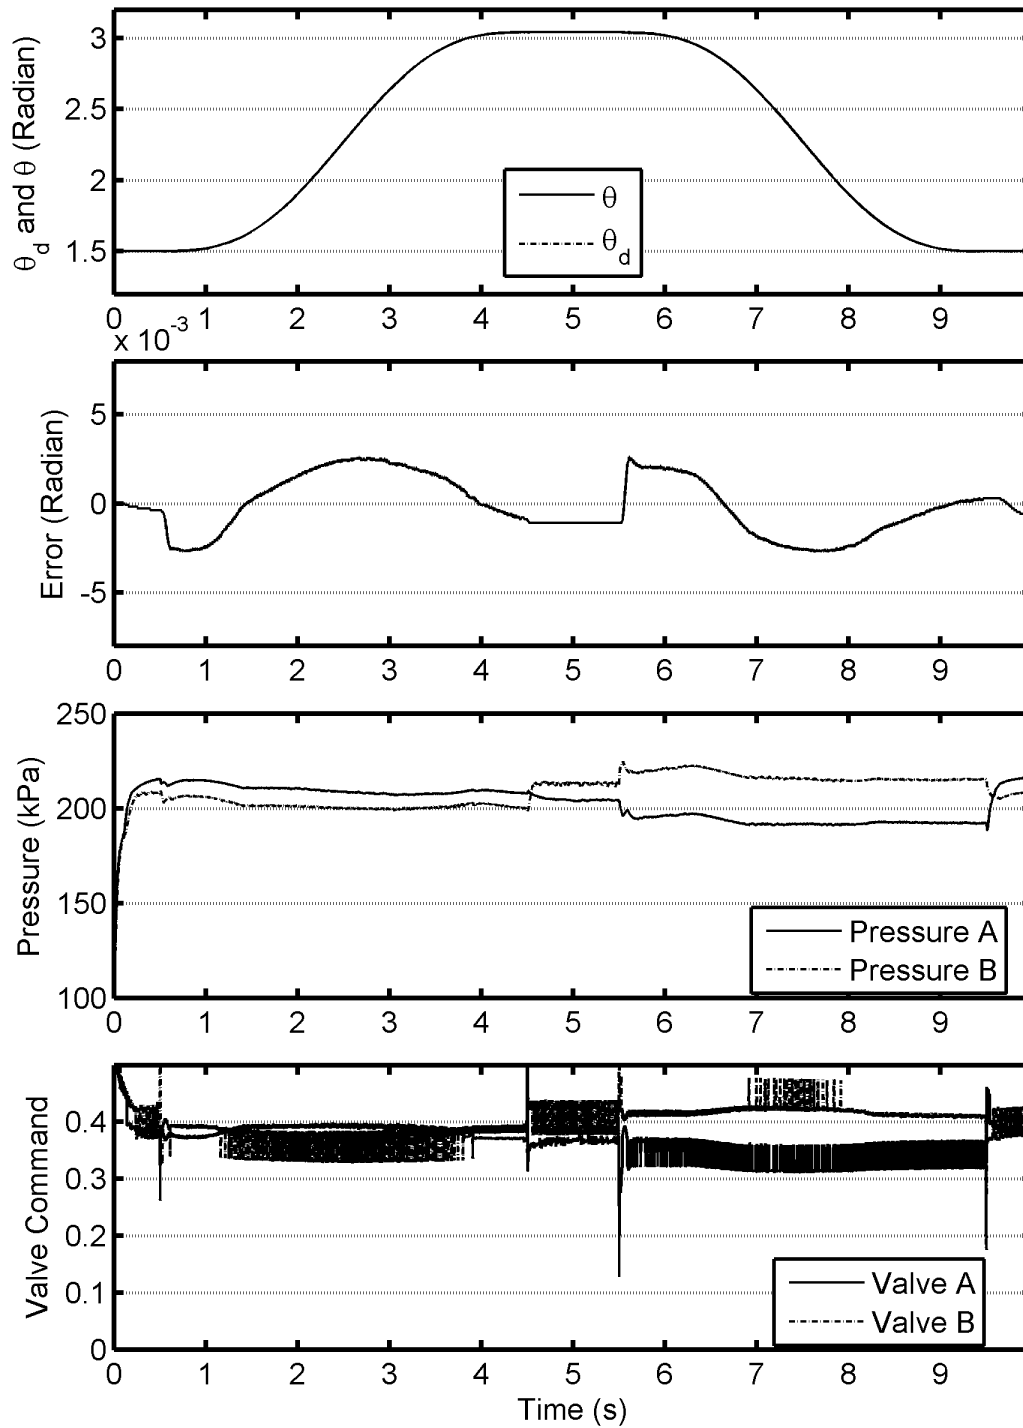 θd and θ (Radian)
3
2.5
2
1.5
θ
θd
0 1 2 3 4 5 6 7 8 9
x 10-3
Error (Radian)
5
0
-5
0 1 2 3 4 5 6 7 8 9
Pressure (kPa)
250
200
150
100
Pressure A
Pressure B
0 1 2 3 4 5 6 7 8 9
Valve Command
0.4
0.3
0.2
0.1
0
Valve A
Valve B
0 1 2 3 4 5 6 7 8 9
Time (s)